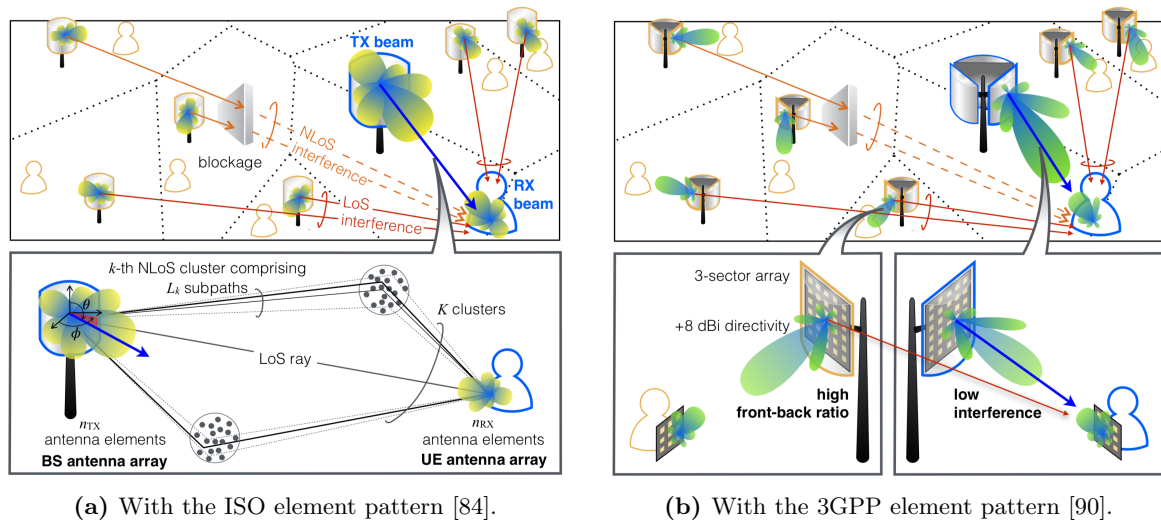 TX beam
NLoS
interference
blockage
RX
beam
LoS
interference
k-th NLoS cluster comprising
L_k subpaths
K clusters
θ
ϕ
LoS ray
n_TX
antenna elements
BS antenna array
n_RX
antenna elements
UE antenna array
(a) With the ISO element pattern [84].
3-sector array
+8 dBi directivity
high
front-back ratio
low
interference
(b) With the 3GPP element pattern [90].